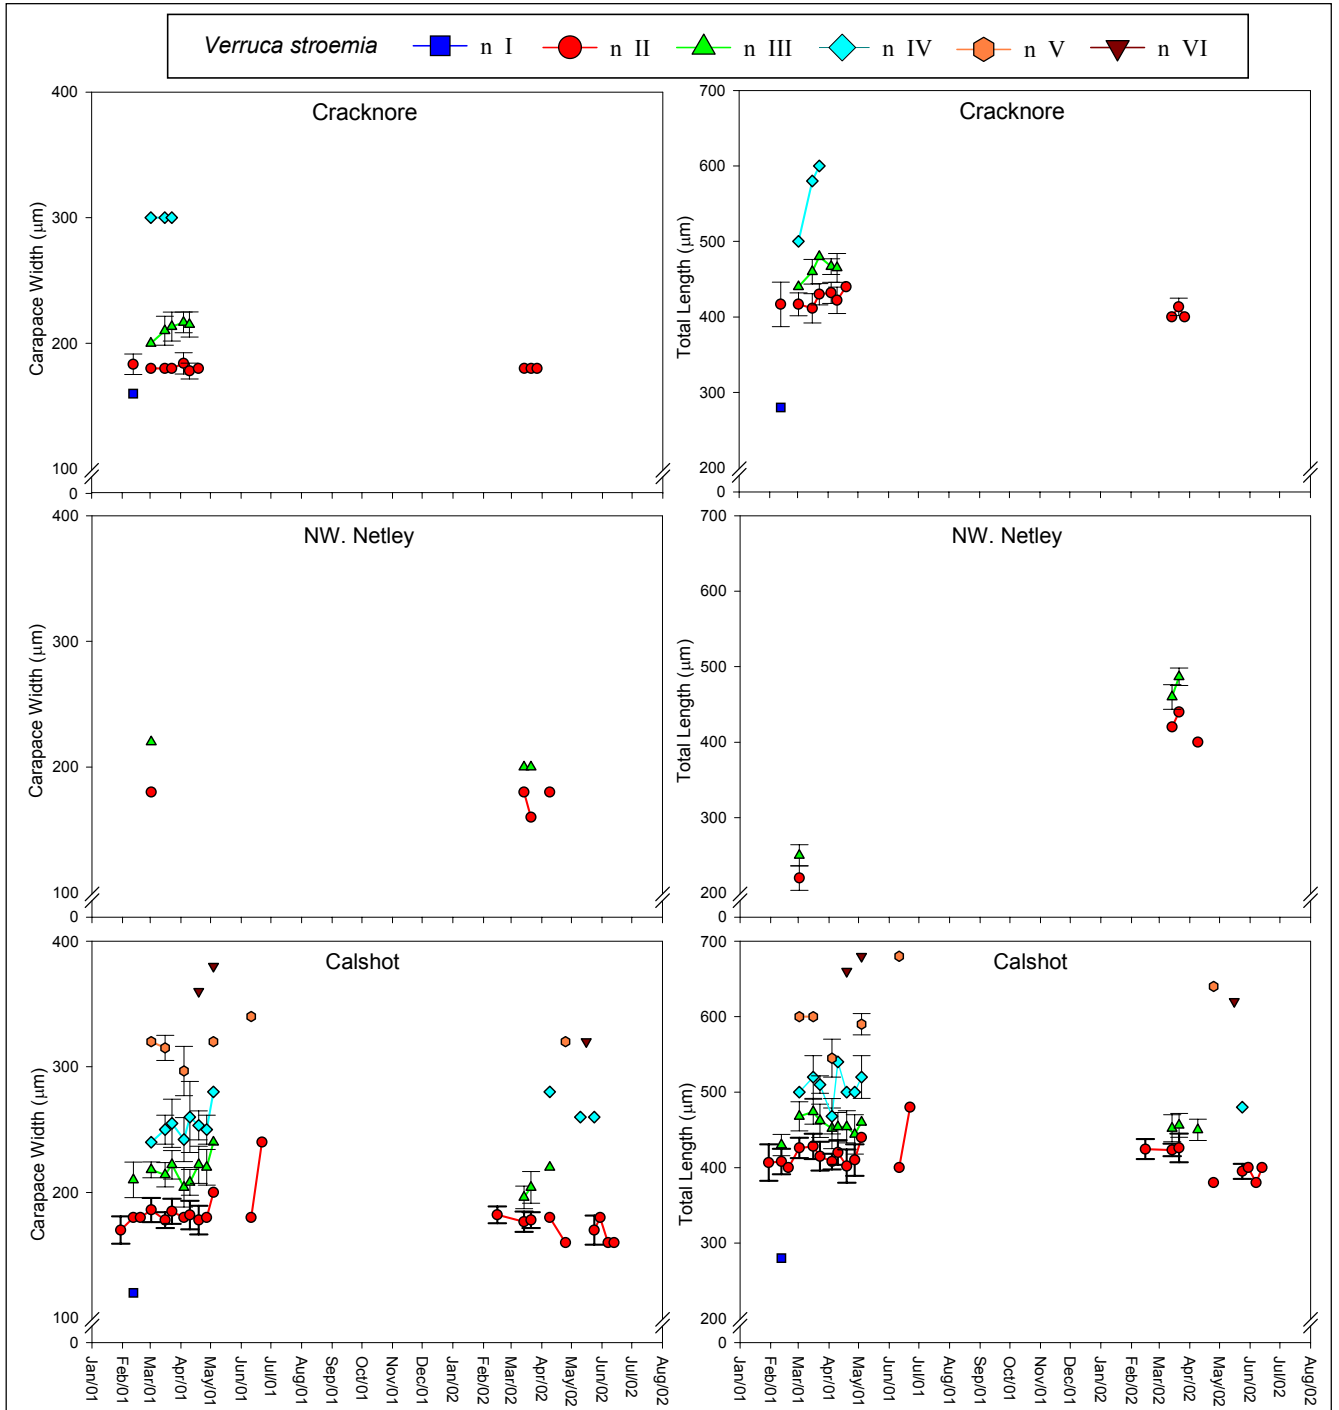 Verruca stroemia n I n II n III n IV n V n VI
Cracknore
Carapace Width (µm)
400
300
200
100
0
Cracknore
Total Length (µm)
700
600
500
400
300
200
0
NW. Netley
Carapace Width (µm)
400
300
200
100
0
NW. Netley
Total Length (µm)
700
600
500
400
300
200
0
Calshot
Carapace Width (µm)
400
300
200
100
0
Jan/01 Feb/01 Mar/01 Apr/01 May/01 Jun/01 Jul/01 Aug/01 Sep/01 Oct/01 Nov/01 Dec/01 Jan/02 Feb/02 Mar/02 Apr/02 May/02 Jun/02 Jul/02 Aug/02
Calshot
Total Length (µm)
700
600
500
400
300
200
0
Jan/01 Feb/01 Mar/01 Apr/01 May/01 Jun/01 Jul/01 Aug/01 Sep/01 Oct/01 Nov/01 Dec/01 Jan/02 Feb/02 Mar/02 Apr/02 May/02 Jun/02 Jul/02 Aug/02